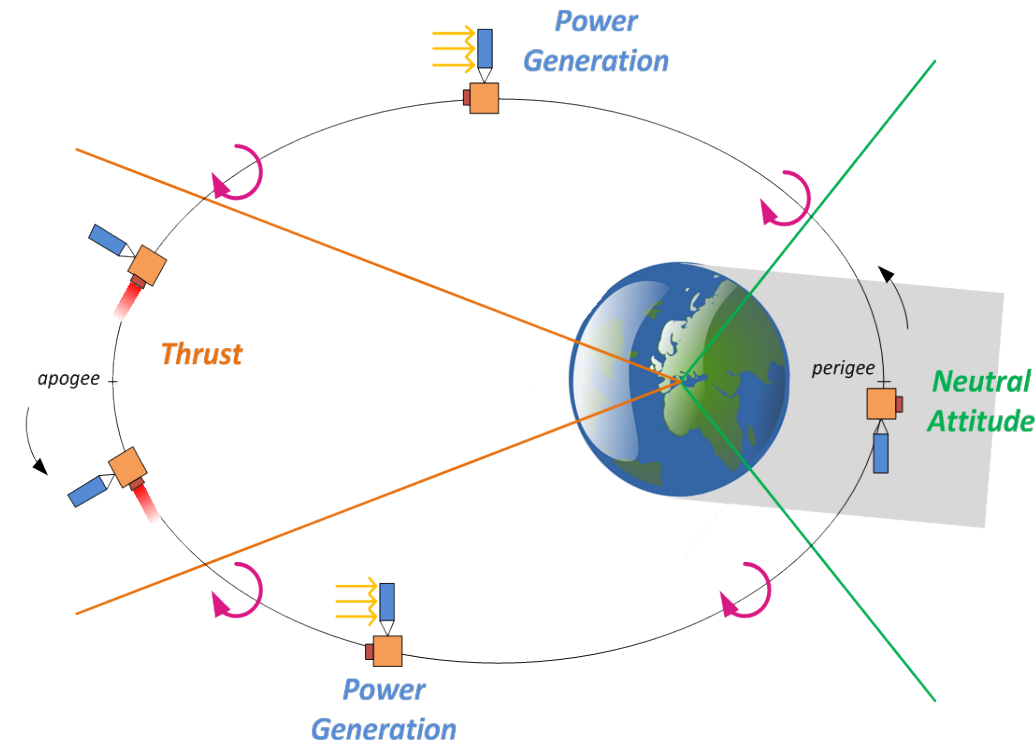 Power
Generation
Thrust
apogee
perigee
Neutral
Attitude
Power
Generation